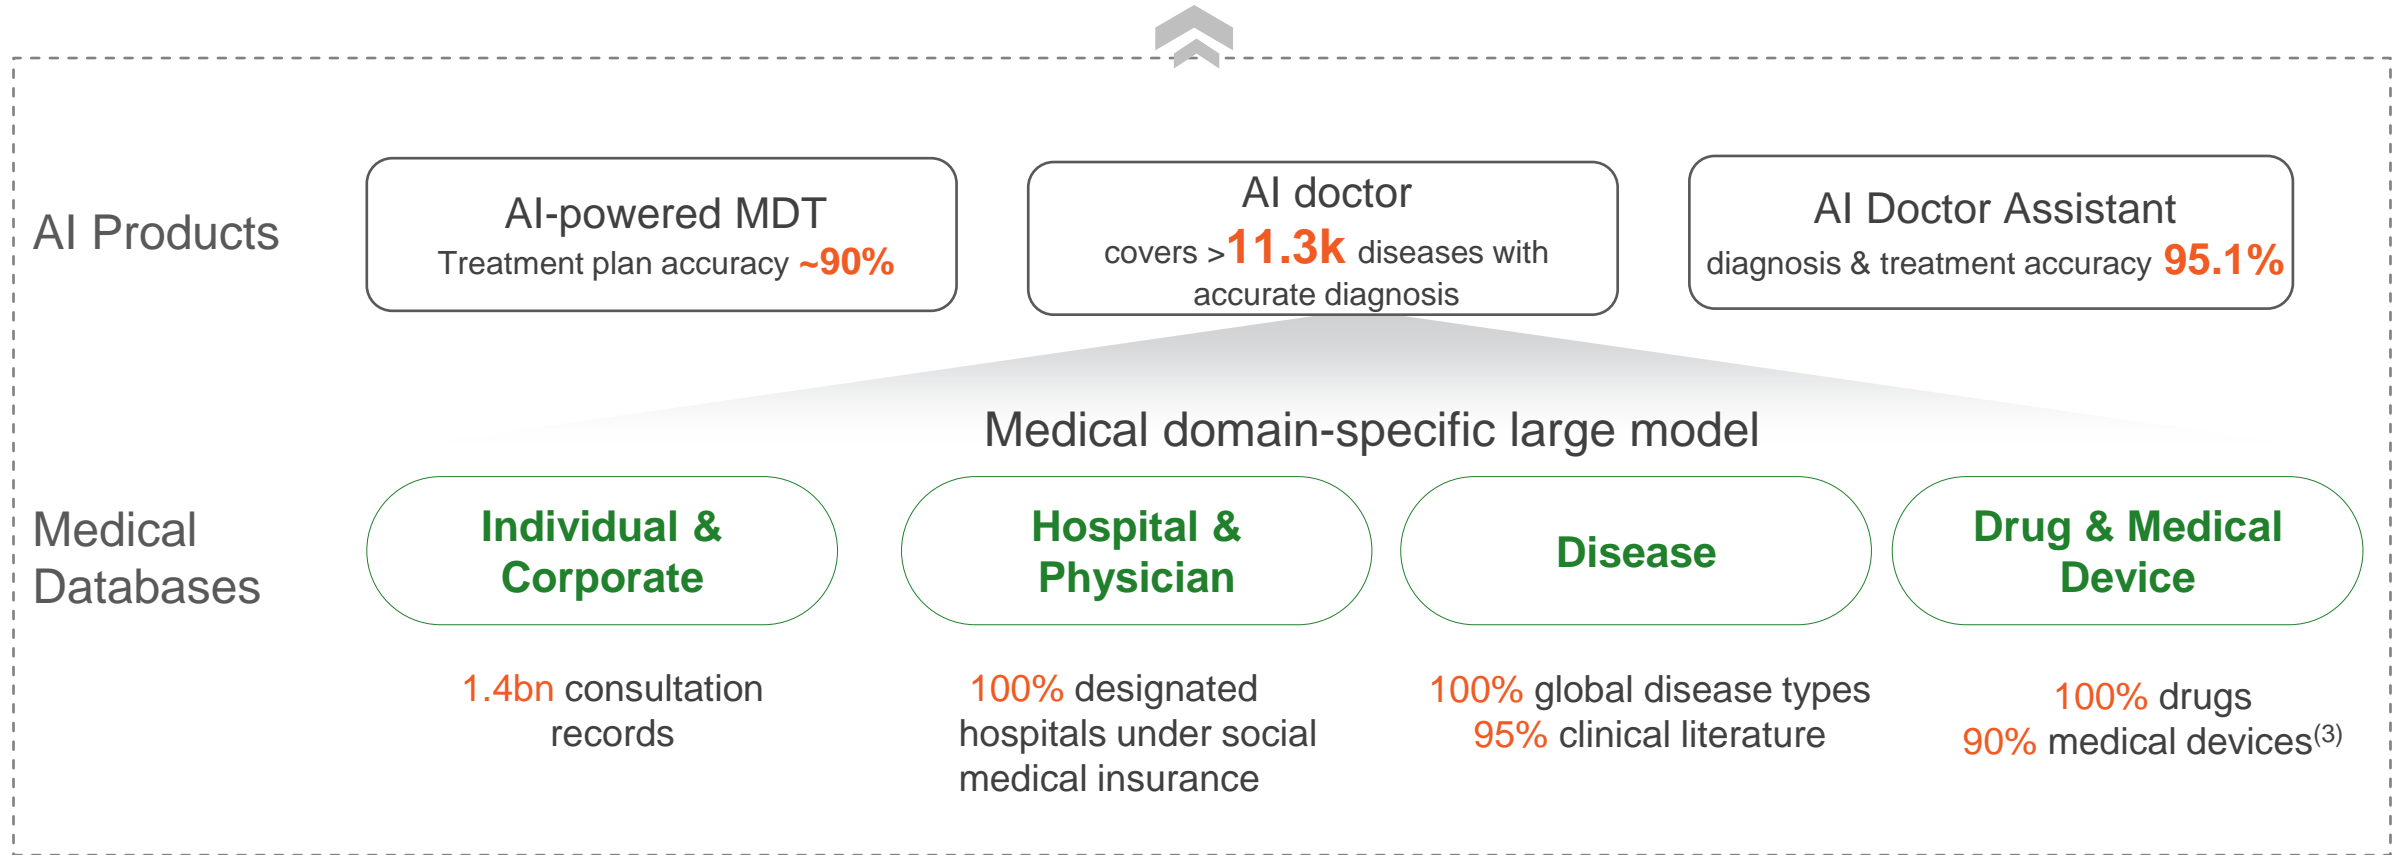 AI Products
AI-powered MDT
Treatment plan accuracy ~90%
AI doctor
covers >11.3k diseases with
accurate diagnosis
AI Doctor Assistant
diagnosis & treatment accuracy 95.1%
Medical domain-specific large model
Medical
Databases
Individual &
Corporate
1.4bn consultation
records
Hospital &
Physician
100% designated
hospitals under social
medical insurance
Disease
100% global disease types
95% clinical literature
Drug & Medical
Device
100% drugs
90% medical devices(3)